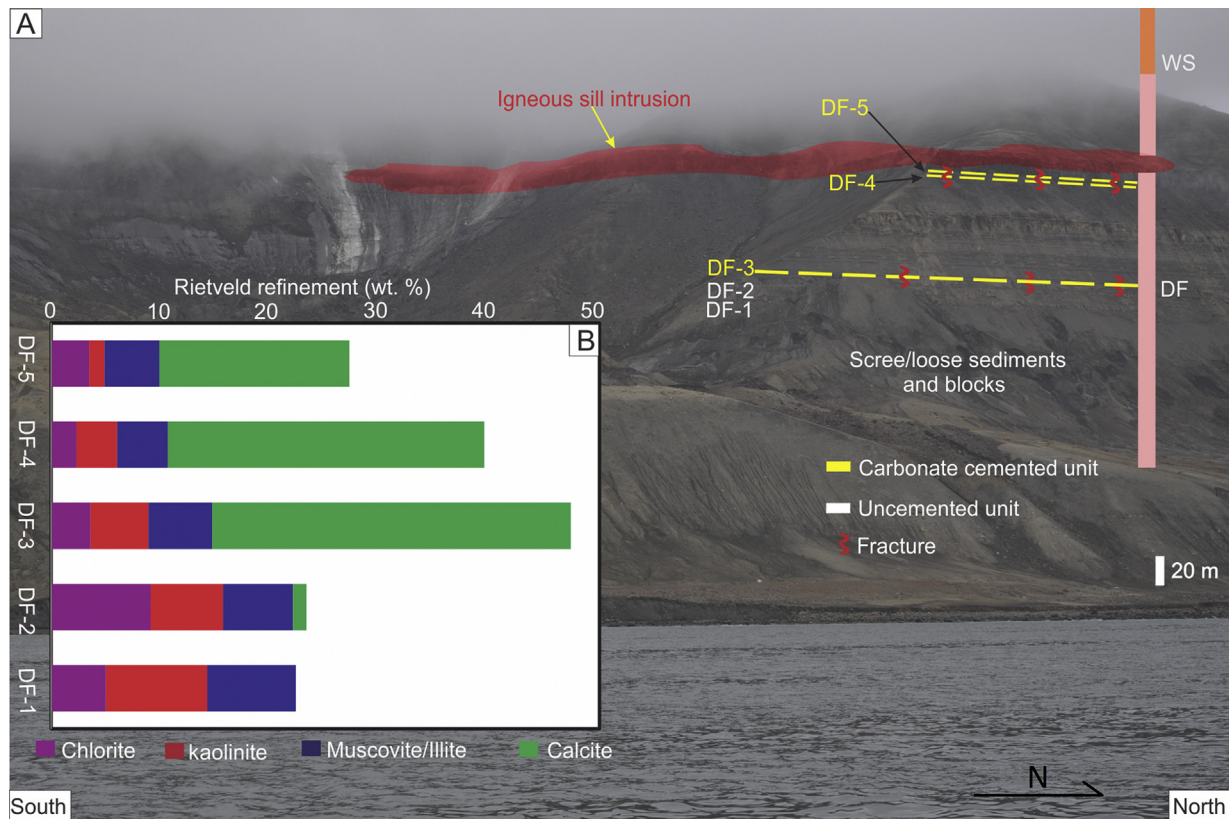 A
WS
Igneous sill intrusion
DF-5
DF-4
DF-3
DF-2
DF-1
DF
Rietveld refinement (wt. %)
0 10 20 30 40 50
B
DF-5
DF-4
DF-3
DF-2
DF-1
Scree/loose sediments
and blocks
Carbonate cemented unit
Uncemented unit
Fracture
20 m
Chlorite kaolinite Muscovite/Illite Calcite
N
South
North